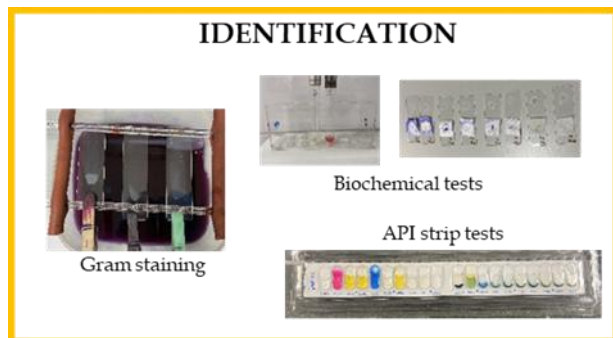 IDENTIFICATION
Biochemical tests
API strip tests
Gram staining